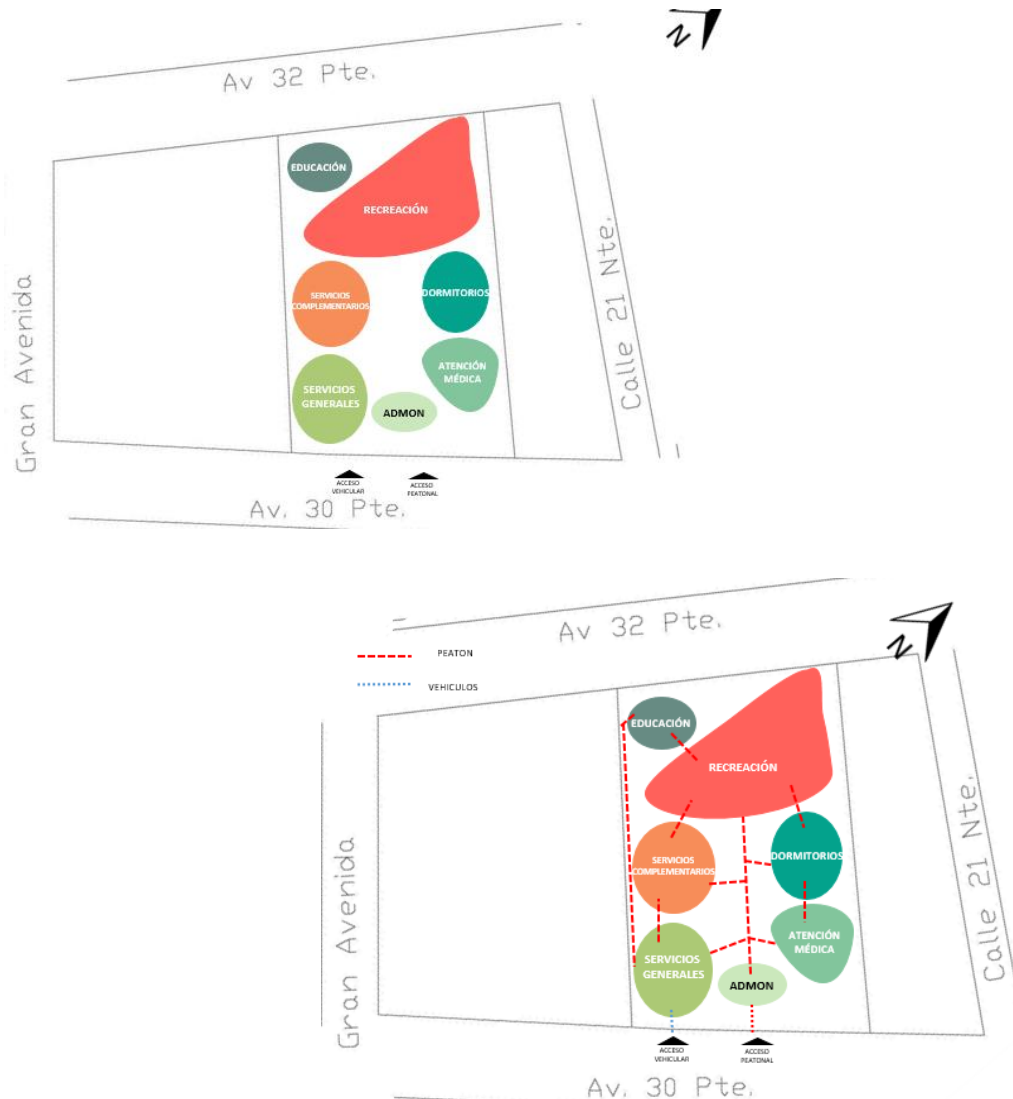 N
Av 32 Pte.
EDUCACIÓN
RECREACIÓN
SERVICIOS
COMPLEMENTARIOS
DORMITORIOS
ATENCIÓN
MÉDICA
SERVICIOS
GENERALES
ADMON
Gran Avenida
Calle 21 Nte.
ACCESO
VEHICULAR
ACCESO
PEATONAL
Av. 30 Pte.
Av 32 Pte.
N
PEATON
VEHICULOS
EDUCACIÓN
RECREACIÓN
SERVICIOS
COMPLEMENTARIOS
DORMITORIOS
ATENCIÓN
MÉDICA
SERVICIOS
GENERALES
ADMON
Gran Avenida
Calle 21 Nte.
ACCESO
VEHICULAR
ACCESO
PEATONAL
Av. 30 Pte.